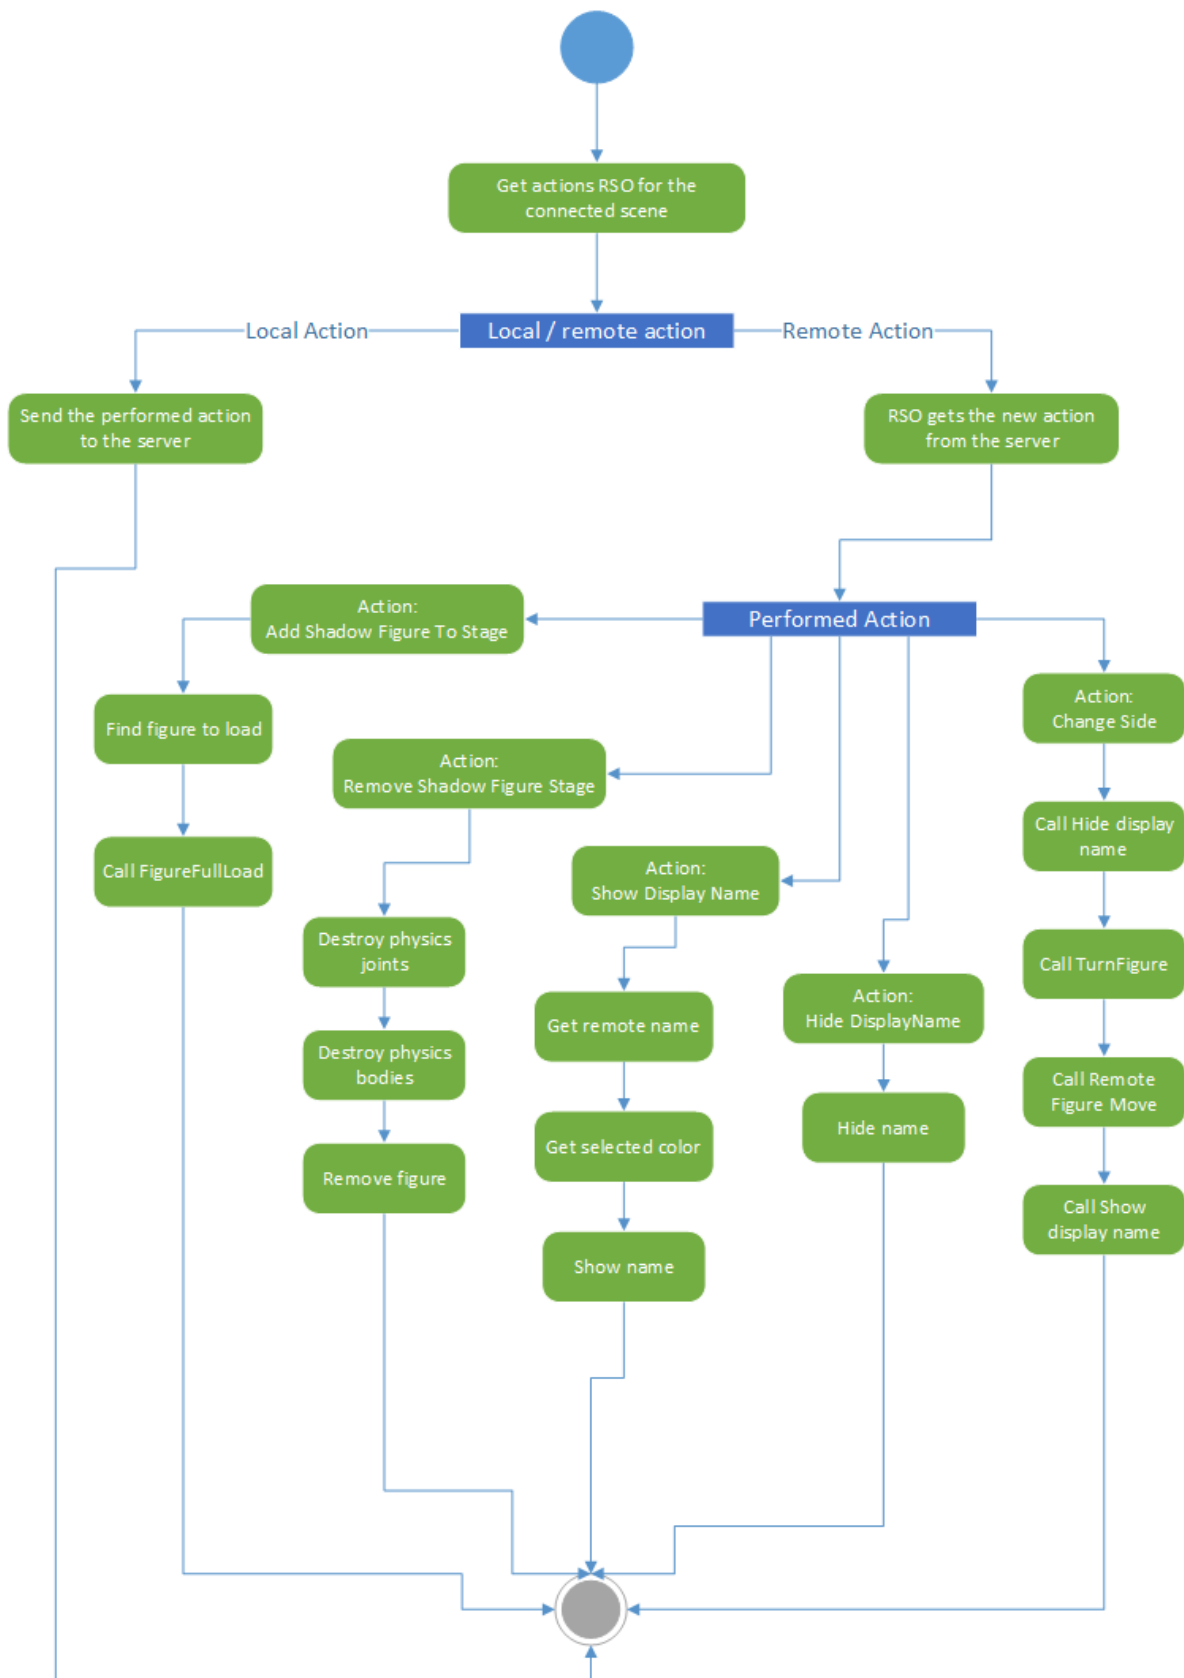 Get actions RSO for the
connected scene
Local Action
Local / remote action
Remote Action
Send the performed action
to the server
RSO gets the new action
from the server
Action:
Add Shadow Figure To Stage
Performed Action
Find figure to load
Call FigureFullLoad
Action:
Remove Shadow Figure Stage
Destroy physics
joints
Destroy physics
bodies
Remove figure
Action:
Show Display Name
Get remote name
Get selected color
Show name
Action:
Hide DisplayName
Hide name
Action:
Change Side
Call Hide display
name
Call TurnFigure
Call Remote
Figure Move
Call Show
display name